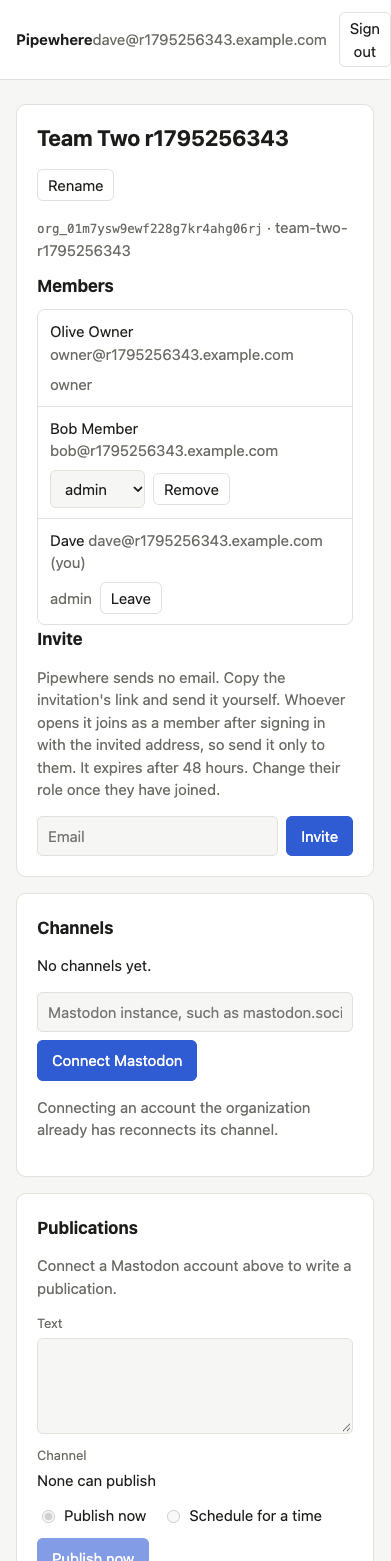 Pipewhere dave@r1795256343.example.com Sign out
Team Two r1795256343
Rename
org_01m7ysw9ewf228g7kr4ahg06rj · team-two-
r1795256343
Members
Olive Owner
owner@r1795256343.example.com
owner
Bob Member
bob@r1795256343.example.com
admin Remove
Dave dave@r1795256343.example.com
(you)
admin Leave
Invite
Pipewhere sends no email. Copy the
invitation's link and send it yourself. Whoever
opens it joins as a member after signing in
with the invited address, so send it only to
them. It expires after 48 hours. Change their
role once they have joined.
Email Invite
Channels
No channels yet.
Mastodon instance, such as mastodon.soci
Connect Mastodon
Connecting an account the organization
already has reconnects its channel.
Publications
Connect a Mastodon account above to write a
publication.
Text
Channel
None can publish
Publish now Schedule for a time
Publish now